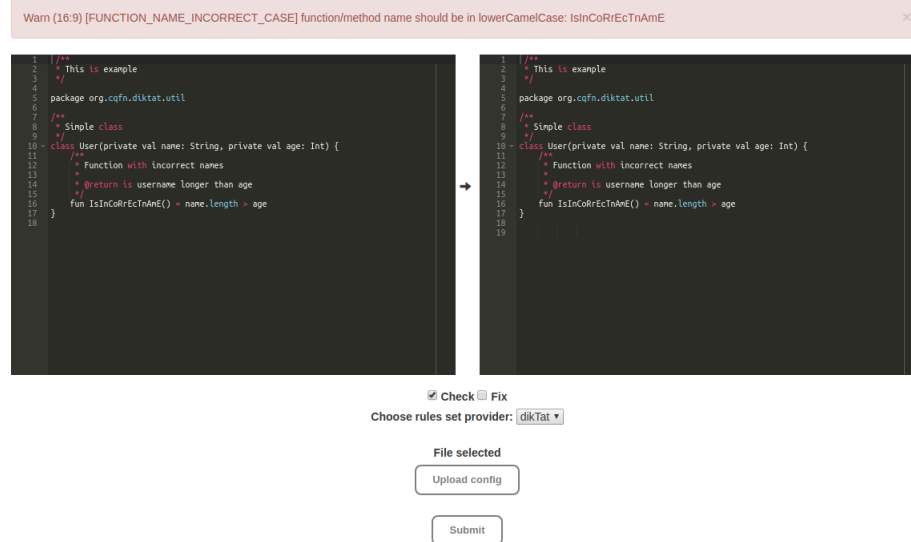 Warn (16:9) [FUNCTION_NAME_INCORRECT_CASE] function/method name should be in lowerCamelCase: IsInCoRrEcTnAmE ×
1 /**
2 * This is example
3 */
4
5 package org.cqfn.diktat.util
6
7 /**
8 * Simple class
9 */
10 class User(private val name: String, private val age: Int) {
11 /**
12 * Function with incorrect names
13 *
14 * @return is username longer than age
15 */
16 fun IsInCoRrEcTnAmE() = name.length > age
17 }
18
1 /**
2 * This is example
3 */
4
5 package org.cqfn.diktat.util
6
7 /**
8 * Simple class
9 */
10 class User(private val name: String, private val age: Int) {
11 /**
12 * Function with incorrect names
13 *
14 * @return is username longer than age
15 */
16 fun IsInCoRrEcTnAmE() = name.length > age
17 }
18
19
Check Fix
Choose rules set provider: dikTat
File selected
Upload config
Submit